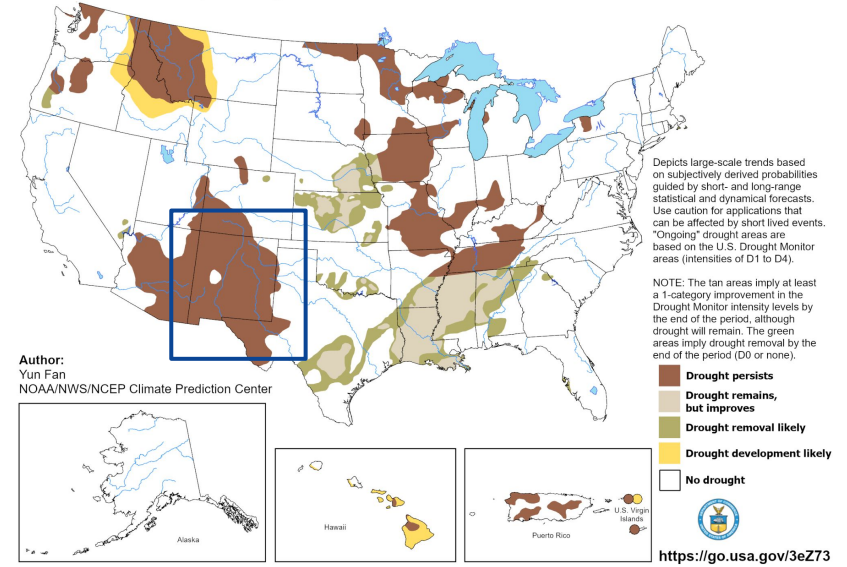 Depicts large-scale trends based
on subjectively derived probabilities
guided by short- and long-range
statistical and dynamical forecasts.
Use caution for applications that
can be affected by short lived events.
"Ongoing" drought areas are
based on the U.S. Drought Monitor
areas (intensities of D1 to D4).
NOTE: The tan areas imply at least
a 1-category improvement in the
Drought Monitor intensity levels by
the end of the period, although
drought will remain. The green
areas imply drought removal by the
end of the period (D0 or none).
Author:
Yun Fan
NOAA/NWS/NCEP Climate Prediction Center
Drought persists
Drought remains,
but improves
Drought removal likely
Drought development likely
No drought
Alaska
Hawaii
Puerto Rico
U.S. Virgin
Islands
https://go.usa.gov/3eZ73